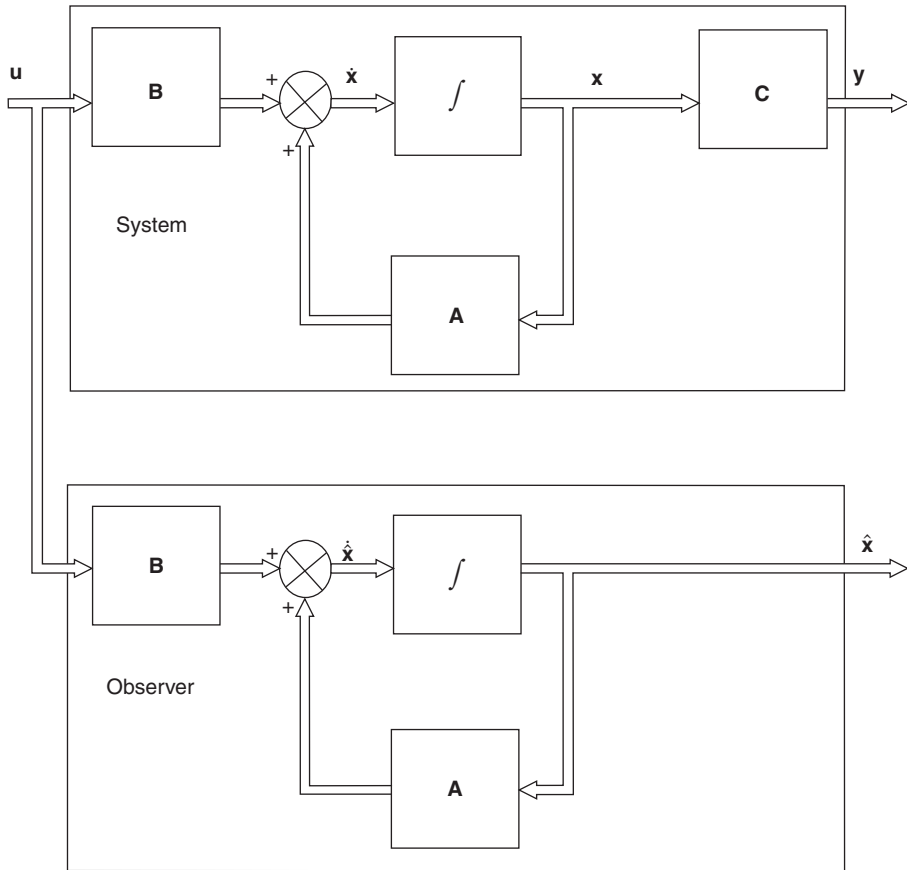 u
B
+
ẋ
∫
x
C
y
+
System
A
B
+
x̂̇
∫
x̂
+
Observer
A